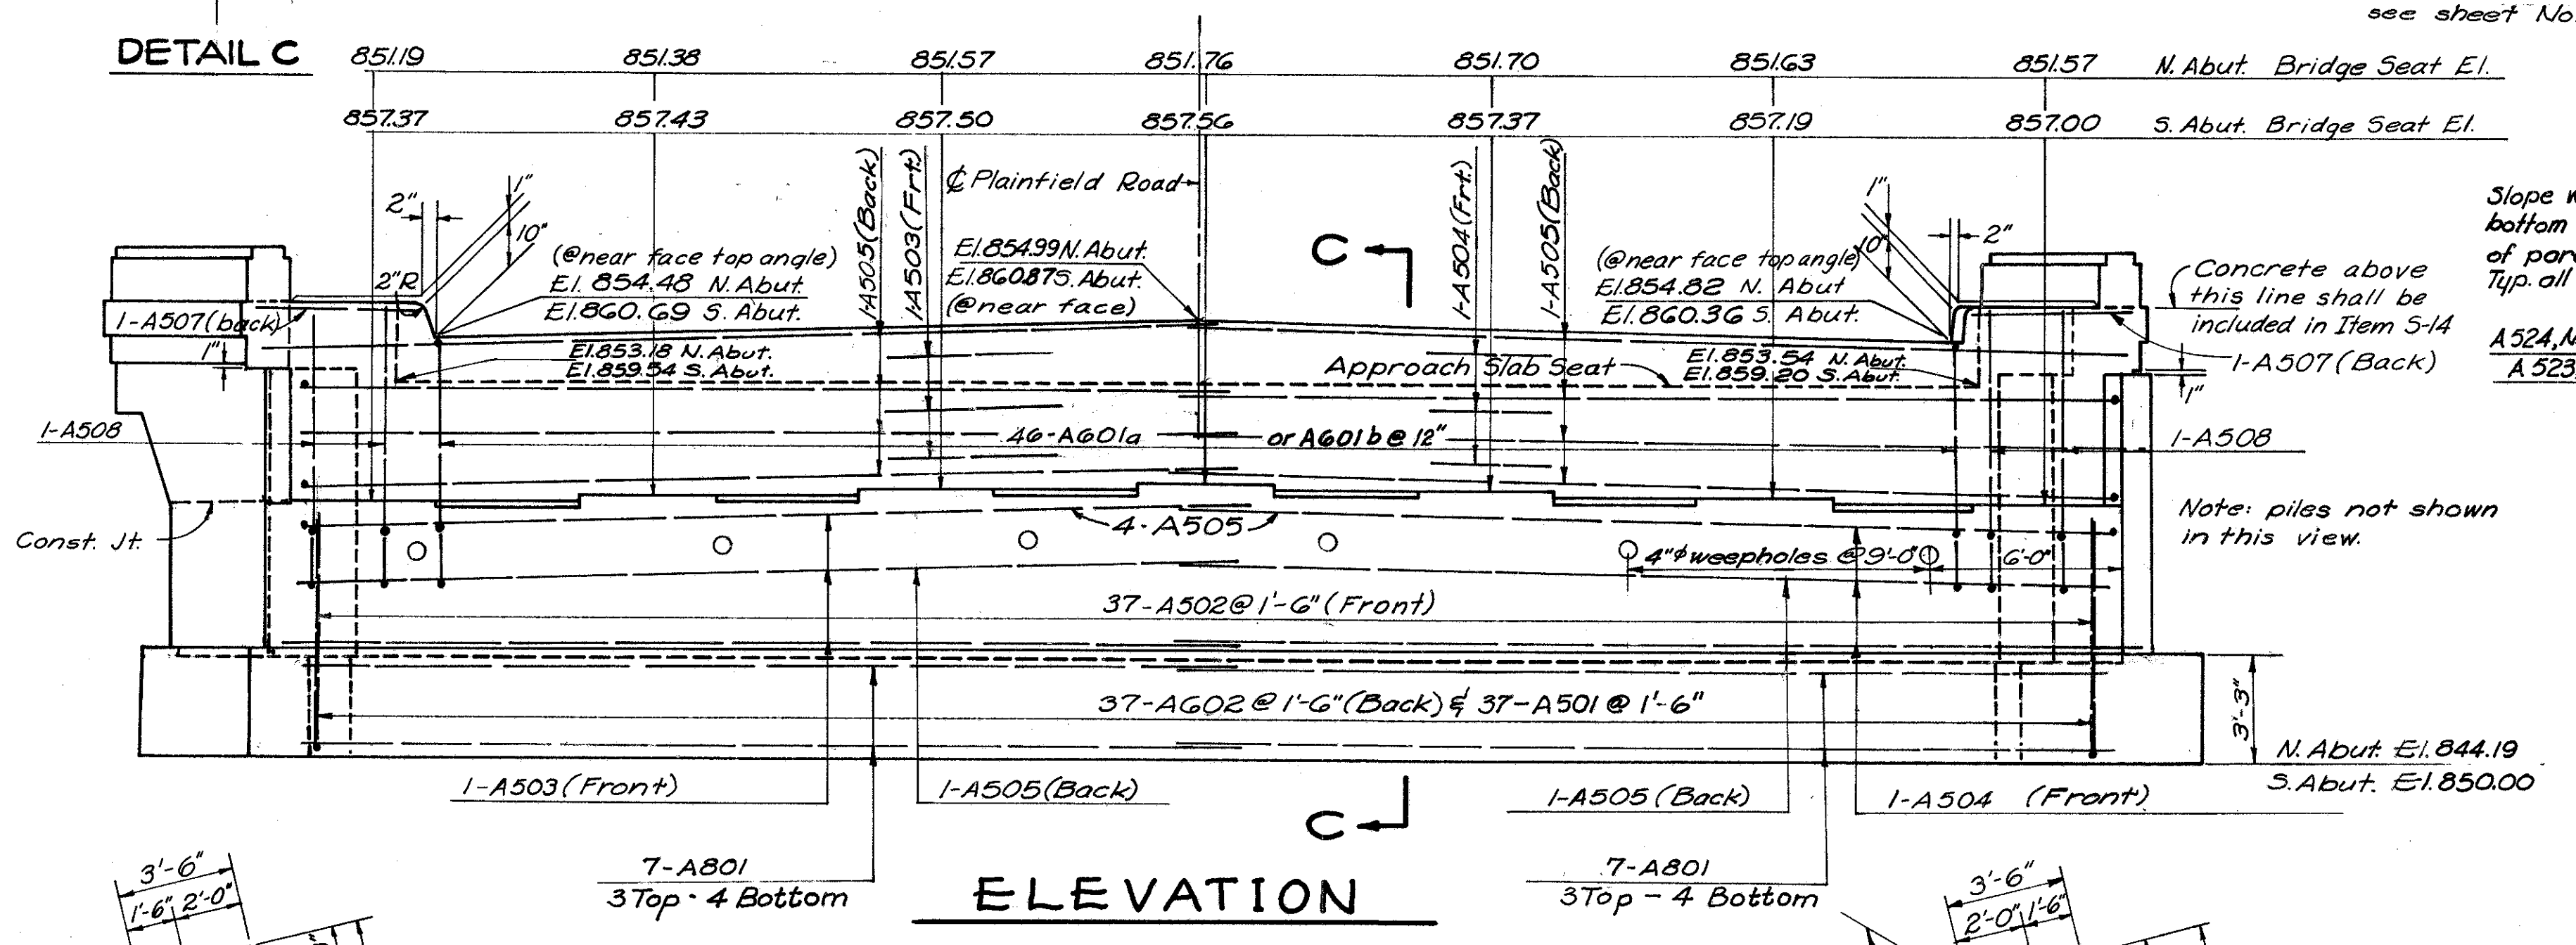 see sheet No.
DETAIL C
851.19 851.38 851.57 851.76 851.70 851.63 851.57 N. Abut. Bridge Seat El.
857.37 857.43 857.50 857.56 857.37 857.19 857.00 S. Abut. Bridge Seat El.
1-A505 (Back)
1-A503 (Frt.)
₵ Plainfield Road
1-A504 (Frt.)
1-A505 (Back)
2"
1"
10"
2"R
(@ near face top angle)
El. 854.48 N. Abut.
El. 860.69 S. Abut.
El. 854.99 N. Abut.
El. 860.87 S. Abut.
(@ near face)
C
(@ near face top angle)
El. 854.82 N. Abut
El. 860.36 S. Abut.
1"
10"
2"
Slope
bottom
of
Typ. all
Concrete above
this line shall be
included in Item S-14
1-A507 (back)
1"
El. 853.18 N. Abut.
El. 859.54 S. Abut.
Approach Slab Seat
El. 853.54 N. Abut.
El. 859.20 S. Abut.
1-A507 (Back)
1"
A524,
A523
1-A508
46-A601a or A601b @ 12"
1-A508
Const. Jt.
4-A505
4"ϕ weepholes @ 9'-0"
6'-0"
Note: piles not shown
in this view.
37-A502 @ 1'-6" (Front)
37-A602 @ 1'-6" (Back) & 37-A501 @ 1'-6"
3'-3"
N. Abut. El. 844.19
S. Abut. El. 850.00
1-A503 (Front)
1-A505 (Back)
1-A505 (Back)
1-A504 (Front)
C
7-A801
3 Top - 4 Bottom
7-A801
3 Top - 4 Bottom
ELEVATION
3'-6"
1'-6" 2'-0"
3'-6"
2'-0" 1'-6"